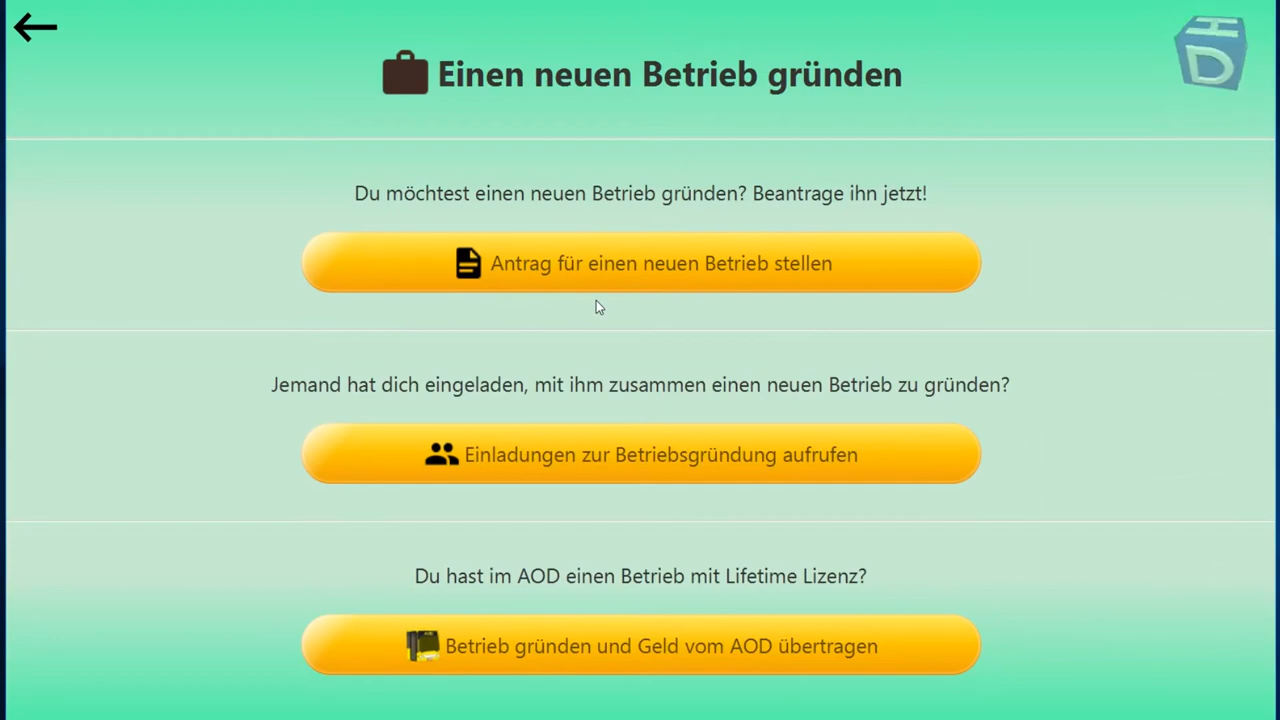 Einen neuen Betrieb gründen
HD
Du möchtest einen neuen Betrieb gründen? Beantrage ihn jetzt!
Antrag für einen neuen Betrieb stellen
Jemand hat dich eingeladen, mit ihm zusammen einen neuen Betrieb zu gründen?
Einladungen zur Betriebsgründung aufrufen
Du hast im AOD einen Betrieb mit Lifetime Lizenz?
Betrieb gründen und Geld vom AOD übertragen